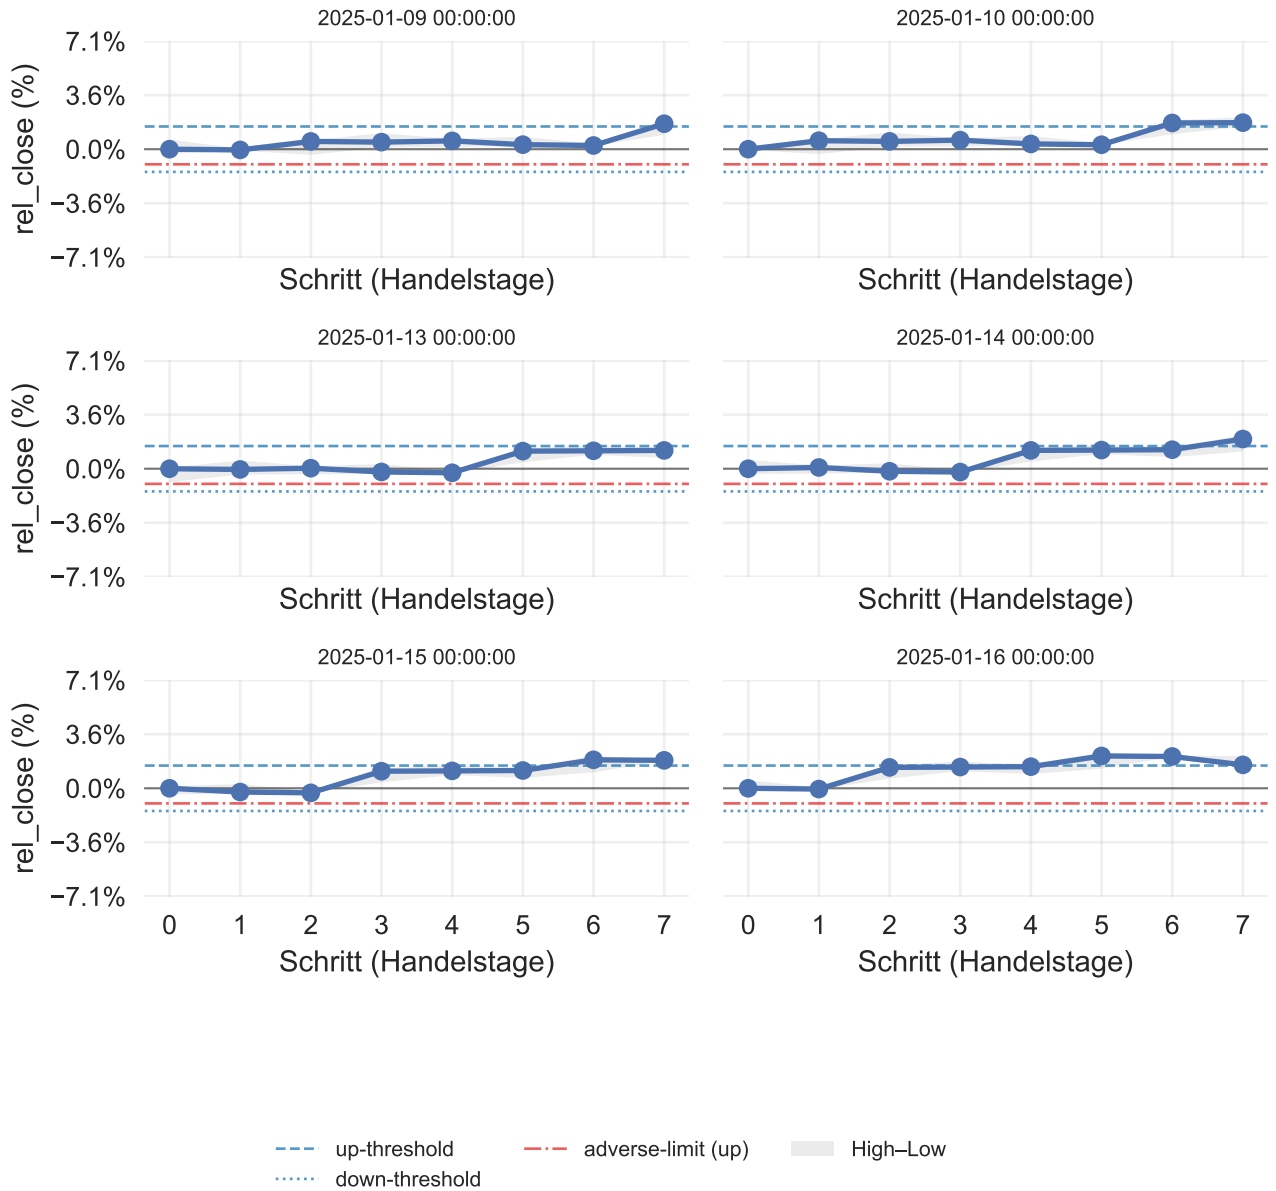 2025-01-09 00:00:00
2025-01-10 00:00:00
7.1%
3.6%
0.0%
−3.6%
−7.1%
rel_close (%)
Schritt (Handelstage)
Schritt (Handelstage)
2025-01-13 00:00:00
2025-01-14 00:00:00
7.1%
3.6%
0.0%
−3.6%
−7.1%
rel_close (%)
Schritt (Handelstage)
Schritt (Handelstage)
2025-01-15 00:00:00
2025-01-16 00:00:00
7.1%
3.6%
0.0%
−3.6%
−7.1%
rel_close (%)
0 1 2 3 4 5 6 7
0 1 2 3 4 5 6 7
Schritt (Handelstage)
Schritt (Handelstage)
up-threshold
down-threshold
adverse-limit (up)
High–Low